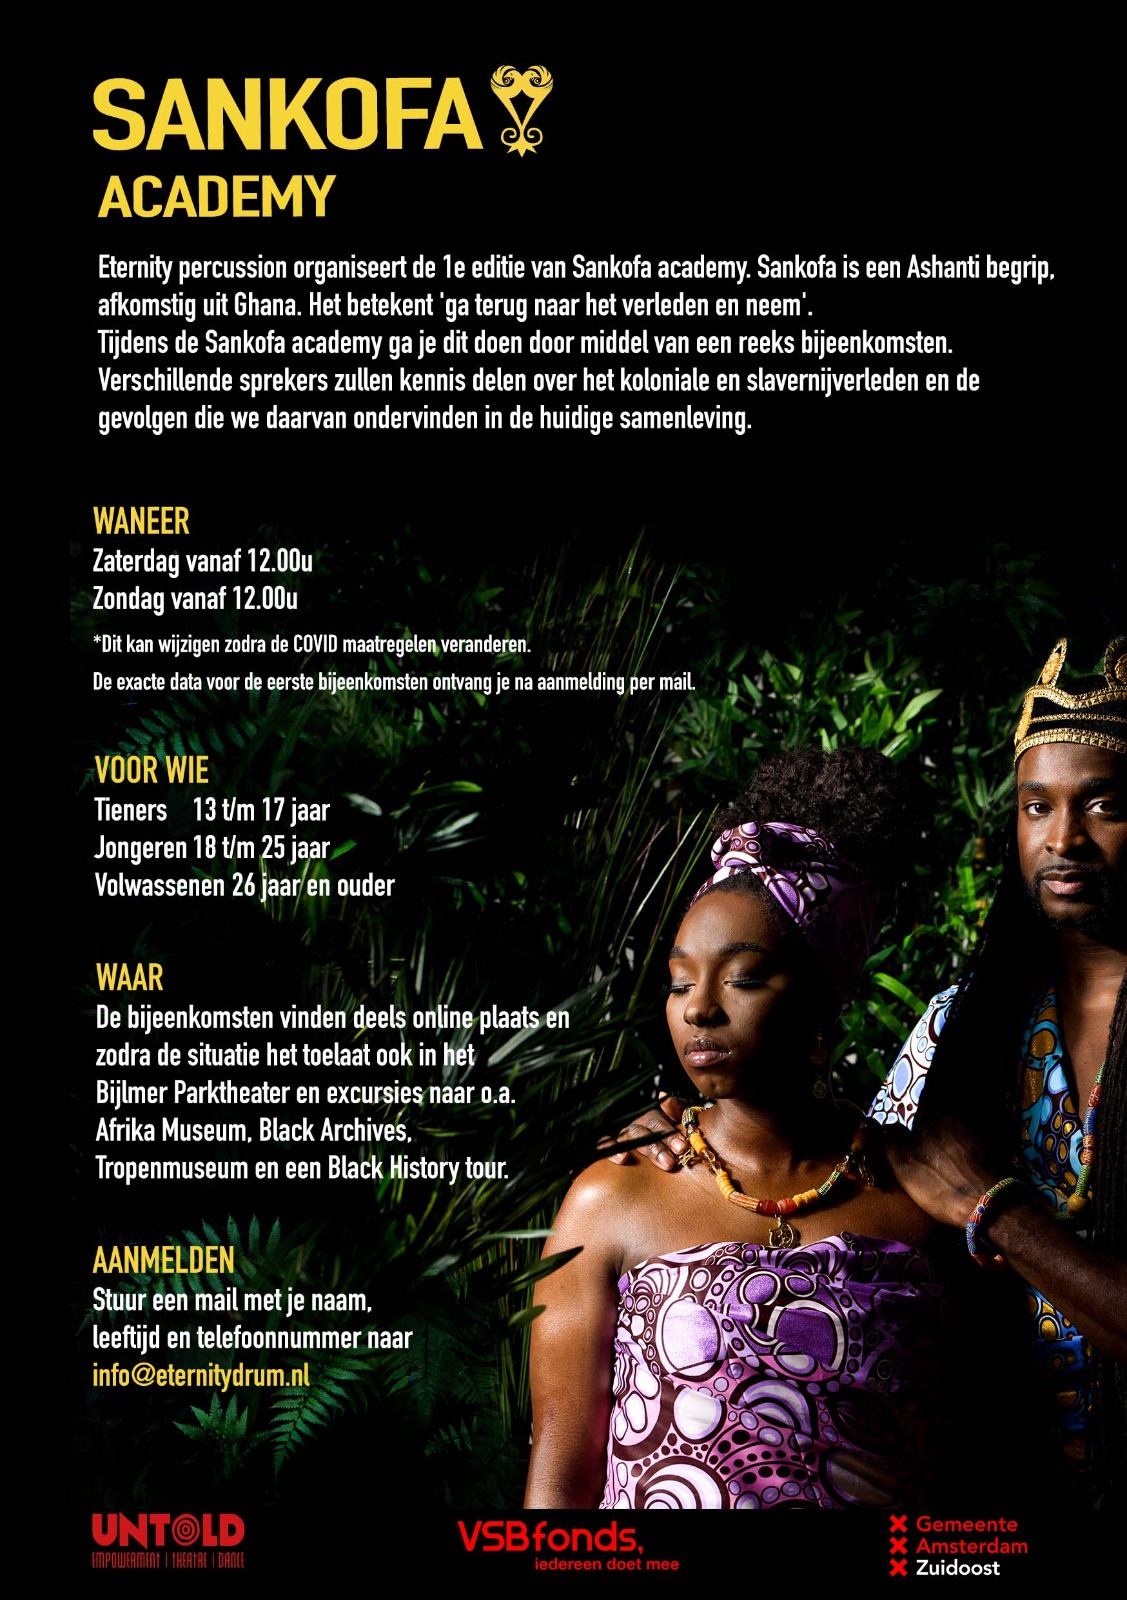 SANKOFA
ACADEMY
Eternity percussion organiseert de 1e editie van Sankofa academy. Sankofa is een Ashanti begrip,
afkomstig uit Ghana. Het betekent 'ga terug naar het verleden en neem'.
Tijdens de Sankofa academy ga je dit doen door middel van een reeks bijeenkomsten.
Verschillende sprekers zullen kennis delen over het koloniale en slavernijverleden en de
gevolgen die we daarvan ondervinden in de huidige samenleving.
WANEER
Zaterdag vanaf 12.00u
Zondag vanaf 12.00u
*Dit kan wijzigen zodra de COVID maatregelen veranderen.
De exacte data voor de eerste bijeenkomsten ontvang je na aanmelding per mail.
VOOR WIE
Tieners 13 t/m 17 jaar
Jongeren 18 t/m 25 jaar
Volwassenen 26 jaar en ouder
WAAR
De bijeenkomsten vinden deels online plaats en
zodra de situatie het toelaat ook in het
Bijlmer Parktheater en excursies naar o.a.
Afrika Museum, Black Archives,
Tropenmuseum en een Black History tour.
AANMELDEN
Stuur een mail met je naam,
leeftijd en telefoonnummer naar
info@eternitydrum.nl
UNTOLD
EMPOWERMENT | THEATRE | DANCE
VSBfonds,
iedereen doet mee
Gemeente
Amsterdam
Zuidoost